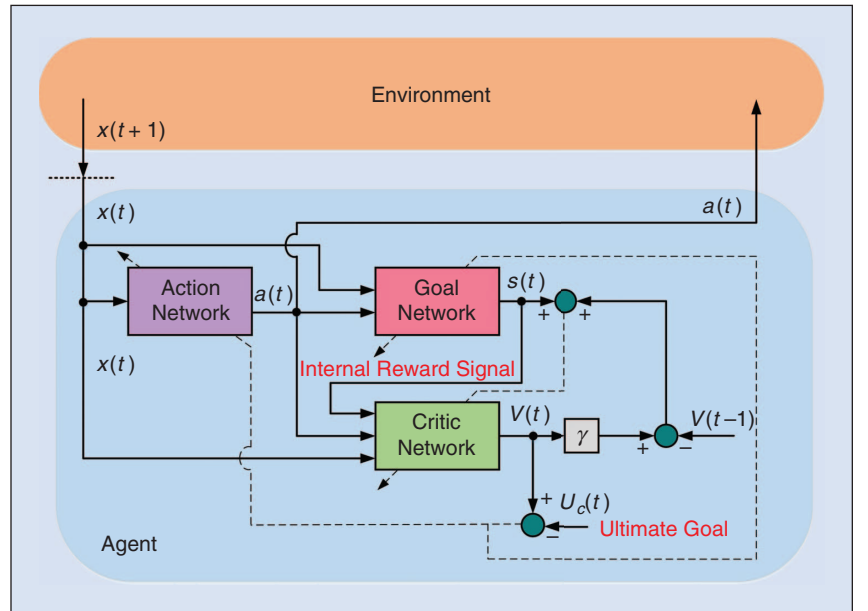 Environment
x(t+1)
x(t)
a(t)
Action
Network
a(t)
Goal
Network
s(t)
+
+
x(t)
Internal Reward Signal
Critic
Network
V(t)
γ
+
−
V(t−1)
+
U_c(t)
−
Ultimate Goal
Agent